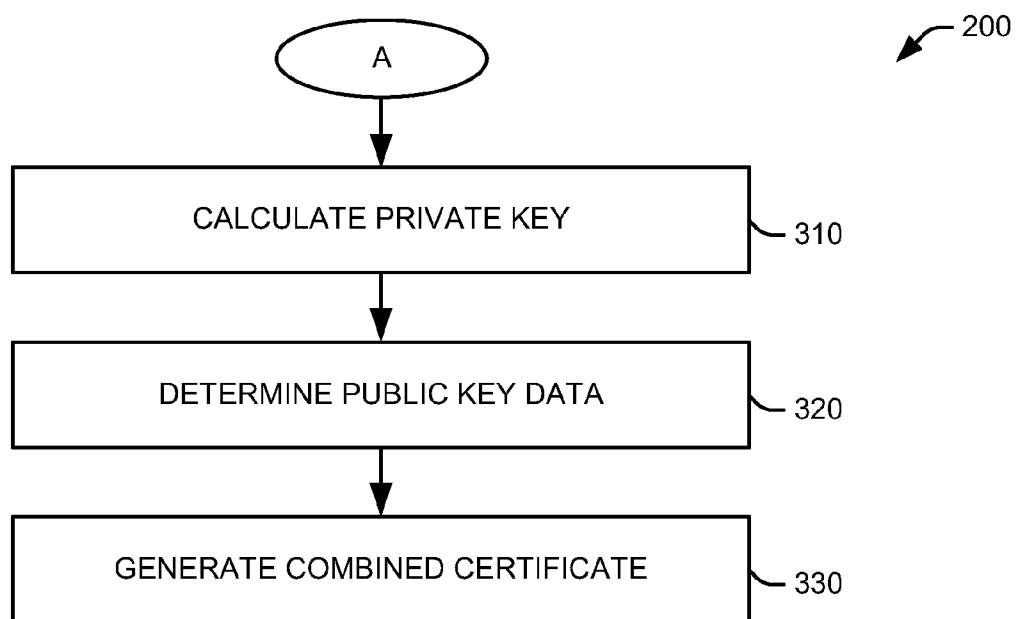 A
200
CALCULATE PRIVATE KEY
310
DETERMINE PUBLIC KEY DATA
320
GENERATE COMBINED CERTIFICATE
330